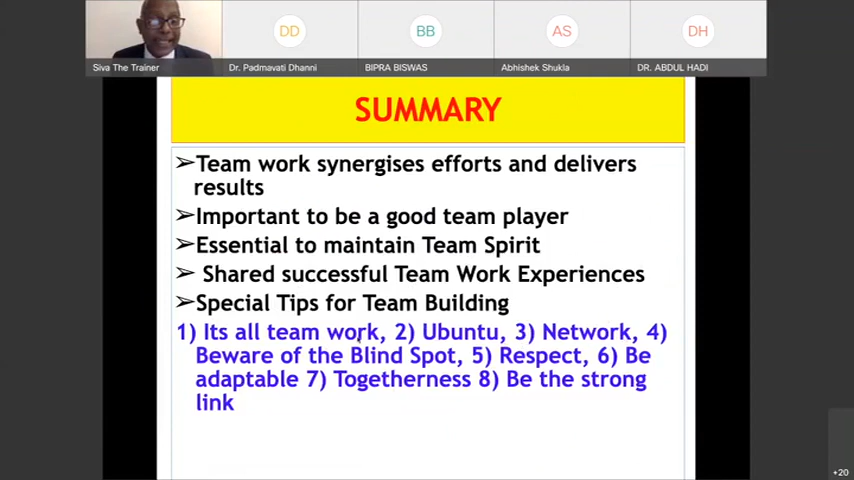 DD
BB
AS
DH
Siva The Trainer
Dr. Padmavati Dhanni
BIPRA BISWAS
Abhishek Shukla
DR. ABDUL HADI
SUMMARY
➢Team work synergises efforts and delivers
results
➢Important to be a good team player
➢Essential to maintain Team Spirit
➢ Shared successful Team Work Experiences
➢Special Tips for Team Building
1) Its all team work, 2) Ubuntu, 3) Network, 4)
Beware of the Blind Spot, 5) Respect, 6) Be
adaptable 7) Togetherness 8) Be the strong
link
+20